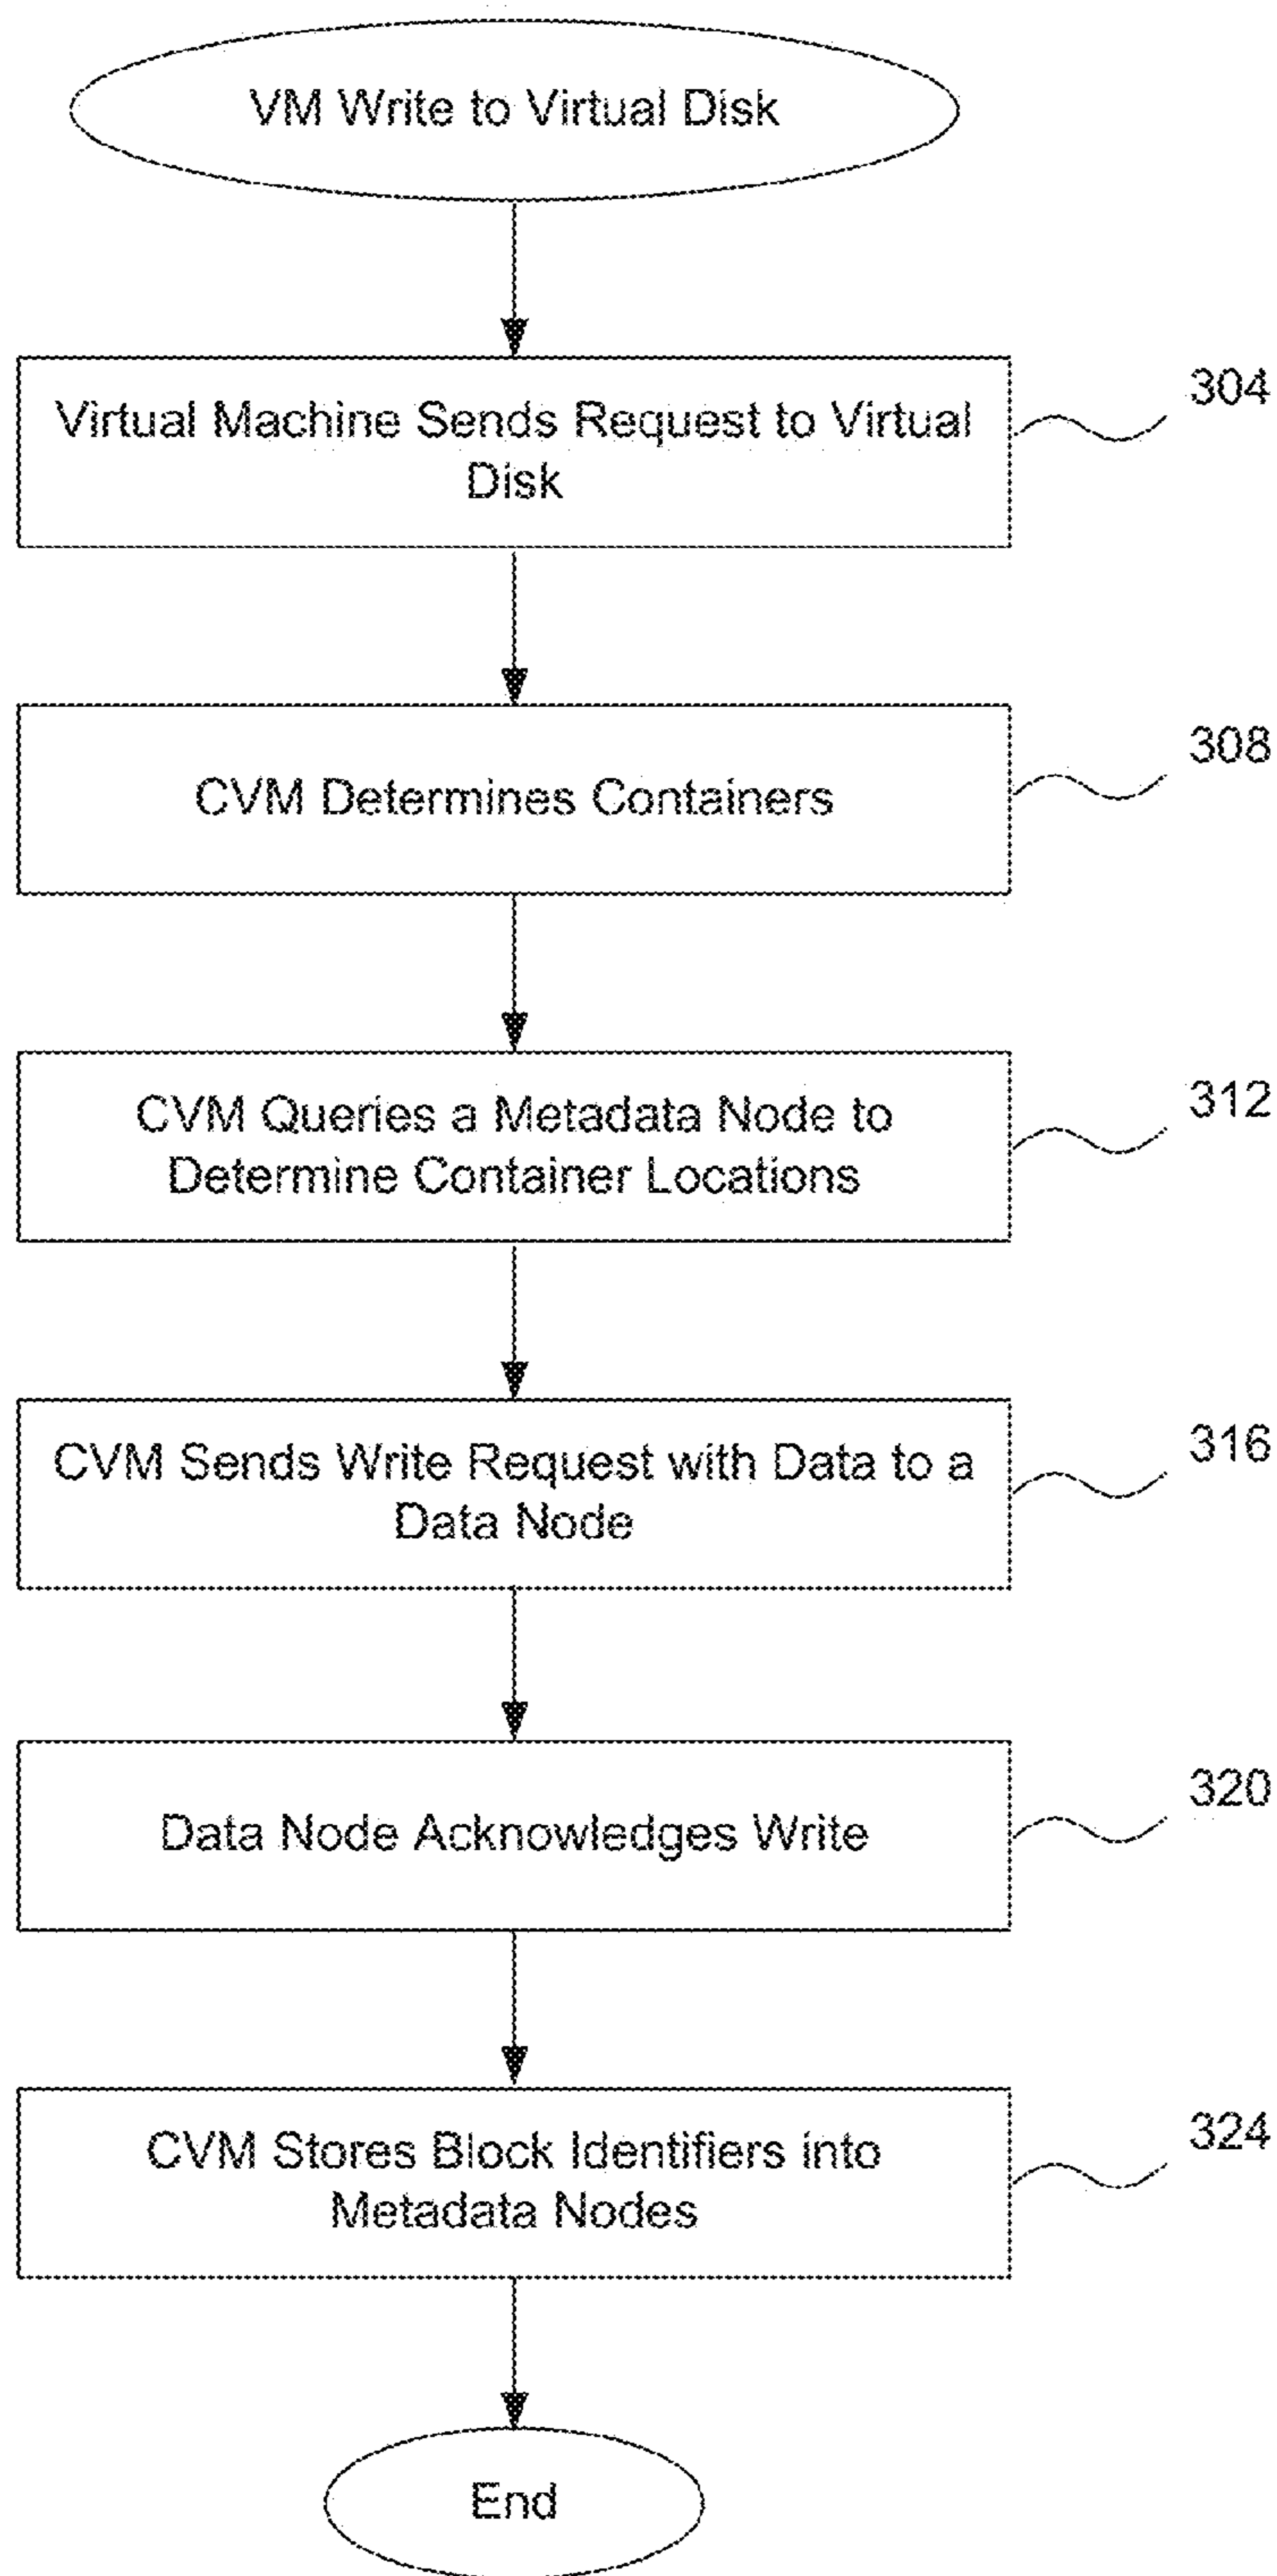 VM Write to Virtual Disk
304
Virtual Machine Sends Request to Virtual
Disk
308
CVM Determines Containers
312
CVM Queries a Metadata Node to
Determine Container Locations
316
CVM Sends Write Request with Data to a
Data Node
320
Data Node Acknowledges Write
324
CVM Stores Block Identifiers into
Metadata Nodes
End